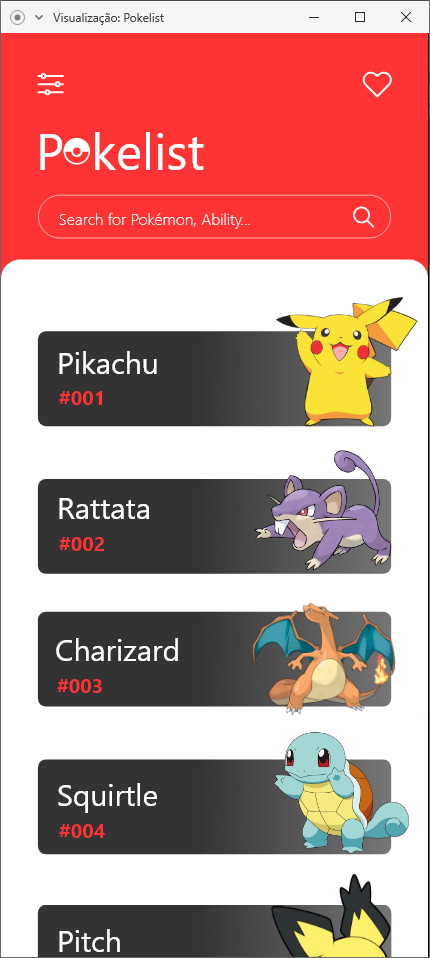 Visualização: Pokelist
Pokelist
Search for Pokémon, Ability...
Pikachu
#001
Rattata
#002
Charizard
#003
Squirtle
#004
Pitch